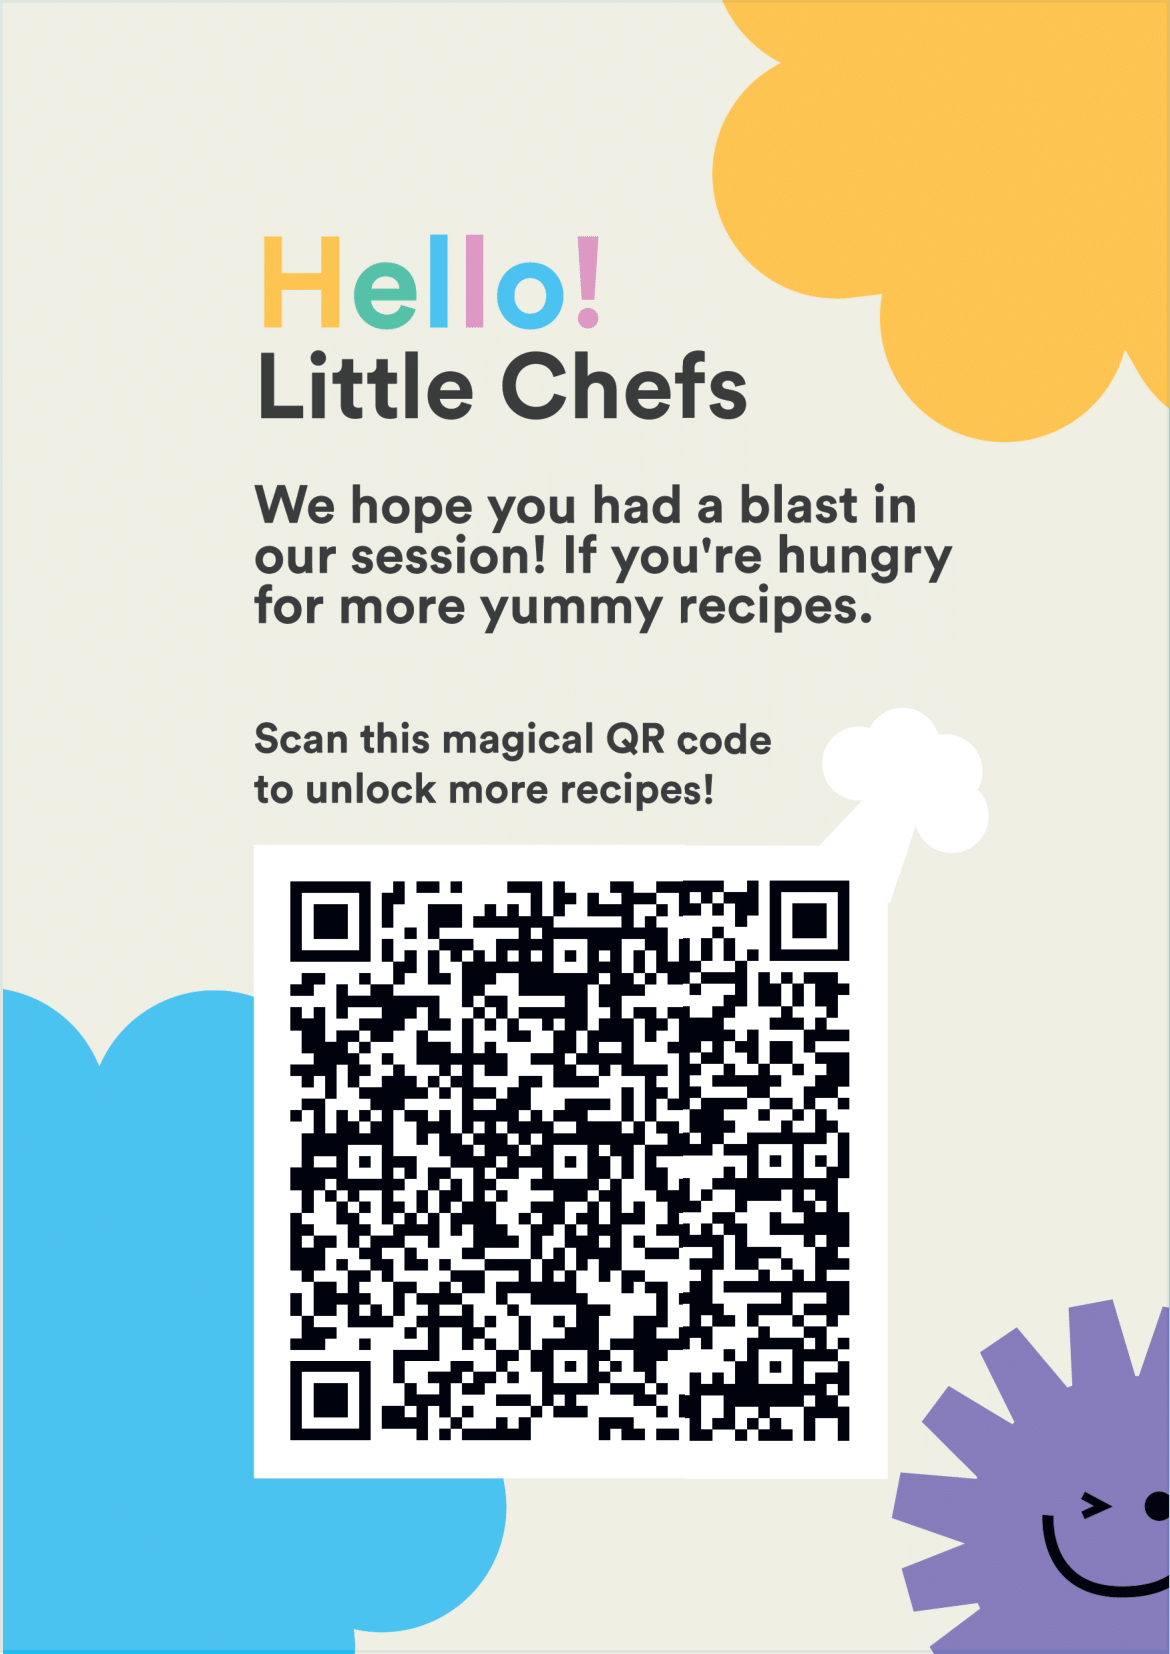 Hello!
Little Chefs
We hope you had a blast in
our session! If you're hungry
for more yummy recipes.
Scan this magical QR code
to unlock more recipes!